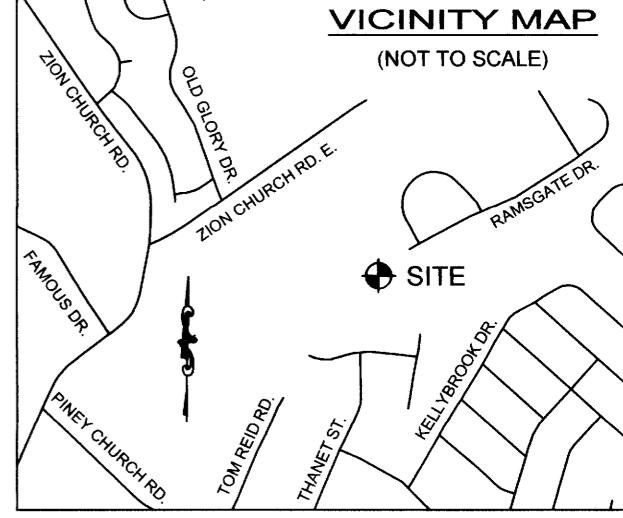 VICINITY MAP
(NOT TO SCALE)
ZION CHURCH RD.
OLD GLORY DR.
ZION CHURCH RD. E.
RAMSGATE DR.
SITE
FAMOUS DR.
KELLYBROOK DR.
PINEY CHURCH RD.
TOM REID RD.
THANET ST.